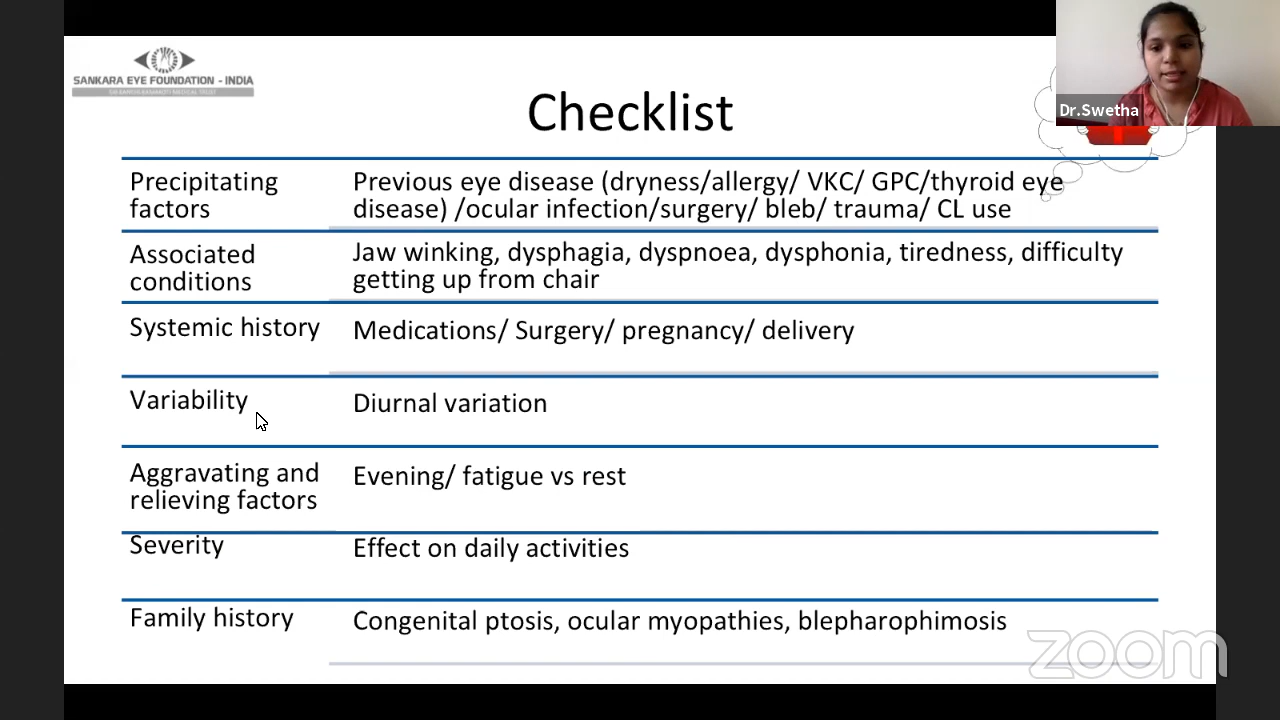 SANKARA EYE FOUNDATION - INDIA
Checklist
Dr.Swetha
Precipitating
factors
Previous eye disease (dryness/allergy/ VKC/ GPC/thyroid eye
disease) /ocular infection/surgery/ bleb/ trauma/ CL use
Associated
conditions
Jaw winking, dysphagia, dyspnoea, dysphonia, tiredness, difficulty
getting up from chair
Systemic history
Medications/ Surgery/ pregnancy/ delivery
Variability
Diurnal variation
Aggravating and
relieving factors
Evening/ fatigue vs rest
Severity
Effect on daily activities
Family history
Congenital ptosis, ocular myopathies, blepharophimosis
zoom